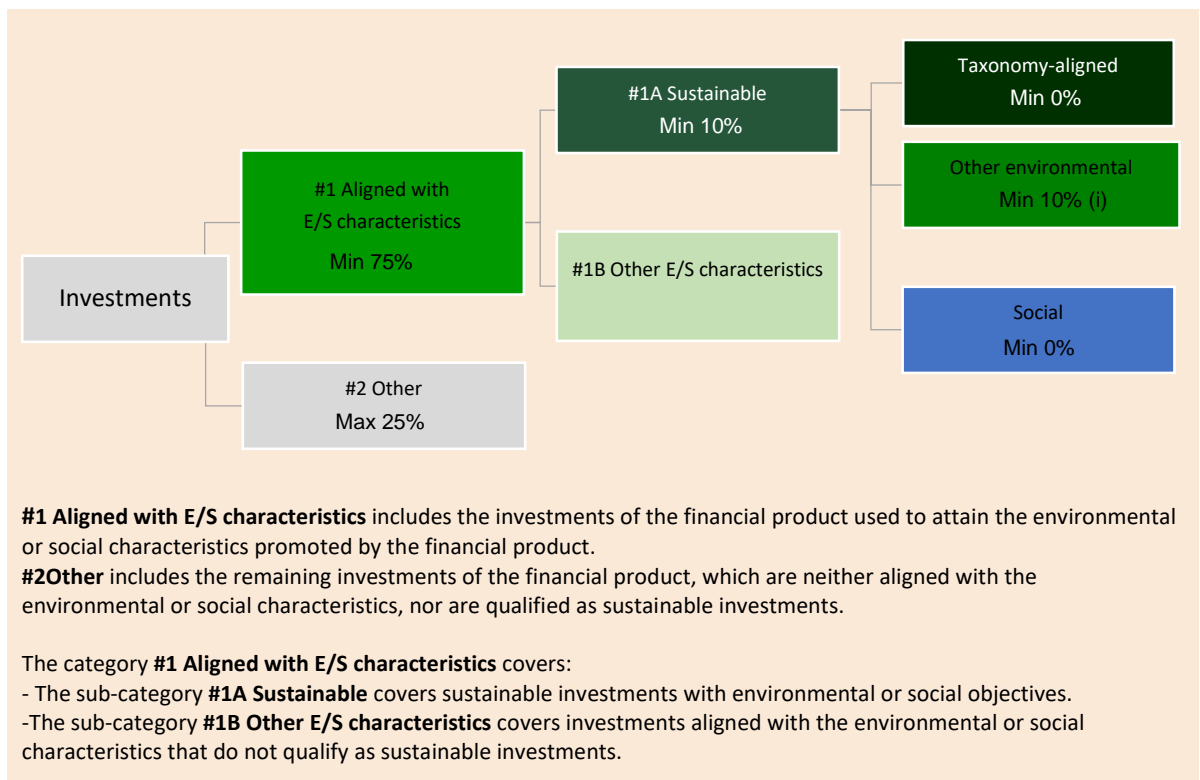 Investments
#1 Aligned with
E/S characteristics
Min 75%
#2 Other
Max 25%
#1A Sustainable
Min 10%
#1B Other E/S characteristics
Taxonomy-aligned
Min 0%
Other environmental
Min 10% (i)
Social
Min 0%
#1 Aligned with E/S characteristics includes the investments of the financial product used to attain the environmental
or social characteristics promoted by the financial product.
#2Other includes the remaining investments of the financial product, which are neither aligned with the
environmental or social characteristics, nor are qualified as sustainable investments.
The category #1 Aligned with E/S characteristics covers:
- The sub-category #1A Sustainable covers sustainable investments with environmental or social objectives.
-The sub-category #1B Other E/S characteristics covers investments aligned with the environmental or social
characteristics that do not qualify as sustainable investments.